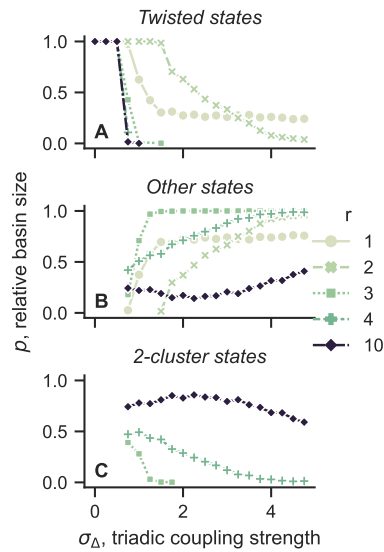 Twisted states
1.0
0.5
0.0
A
Other states
1.0
0.5
0.0
B
r
1
2
3
4
10
2-cluster states
1.0
0.5
0.0
C
0
2
4
p, relative basin size
σΔ, triadic coupling strength